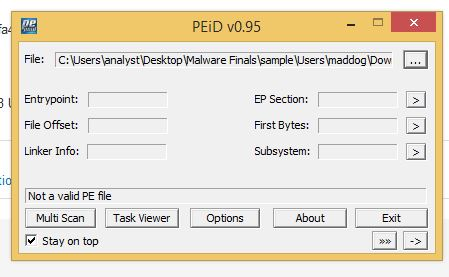 PEiD v0.95
File: C:\Users\analyst\Desktop\Malware Finals\sample\Users\maddog\Dow ...
Entrypoint: EP Section: >
File Offset: First Bytes: >
Linker Info: Subsystem: >
Not a valid PE file
Multi Scan Task Viewer Options About Exit
Stay on top »» ->